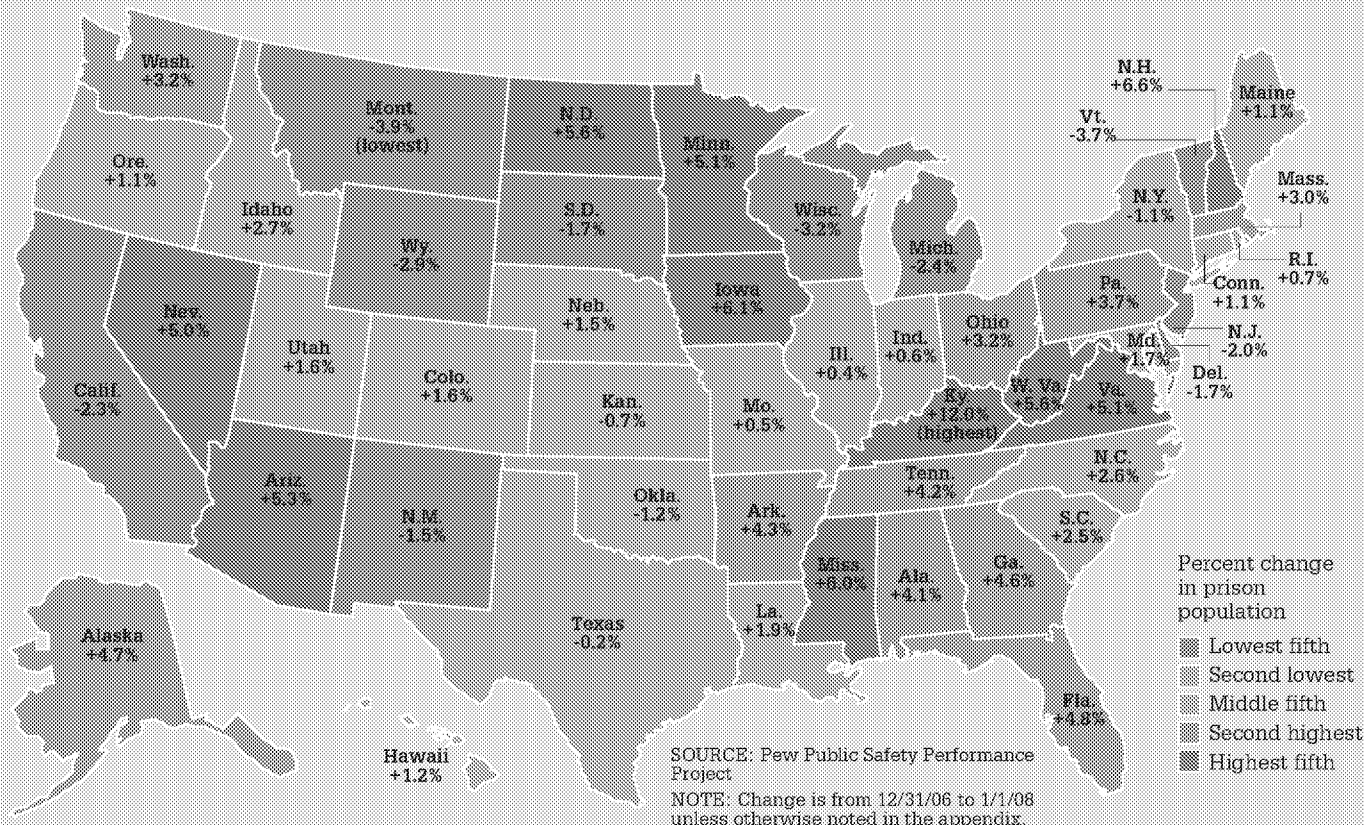 Wash.
+3.2%
Mont.
-3.9%
(lowest)
N.D.
+5.6%
Minn.
+5.1%
N.H.
+6.6%
Vt.
-3.7%
Maine
+1.1%
Ore.
+1.1%
Idaho
+2.7%
Wy.
-2.9%
S.D.
-1.7%
Wisc.
-3.2%
Mich.
-2.4%
N.Y.
-1.1%
Mass.
+3.0%
R.I.
+0.7%
Conn.
+1.1%
N.J.
-2.0%
Del.
-1.7%
Md.
+1.7%
Pa.
+3.7%
Nev.
+5.0%
Utah
+1.6%
Colo.
+1.6%
Neb.
+1.5%
Iowa
+6.1%
Ill.
+0.4%
Ind.
+0.6%
Ohio
+3.2%
W. Va.
+5.6%
Va.
+5.1%
Calif.
-2.3%
Kan.
-0.7%
Mo.
+0.5%
Ky.
+12.0%
(highest)
Ariz.
+5.3%
N.M.
-1.5%
Okla.
-1.2%
Ark.
+4.3%
Tenn.
+4.2%
N.C.
+2.6%
S.C.
+2.5%
Miss.
+6.0%
Ala.
+4.1%
Ga.
+4.6%
Alaska
+4.7%
Texas
-0.2%
La.
+1.9%
Fla.
+4.8%
Hawaii
+1.2%
Percent change
in prison
population
Lowest fifth
Second lowest
Middle fifth
Second highest
Highest fifth
SOURCE: Pew Public Safety Performance
Project
NOTE: Change is from 12/31/06 to 1/1/08
unless otherwise noted in the appendix.